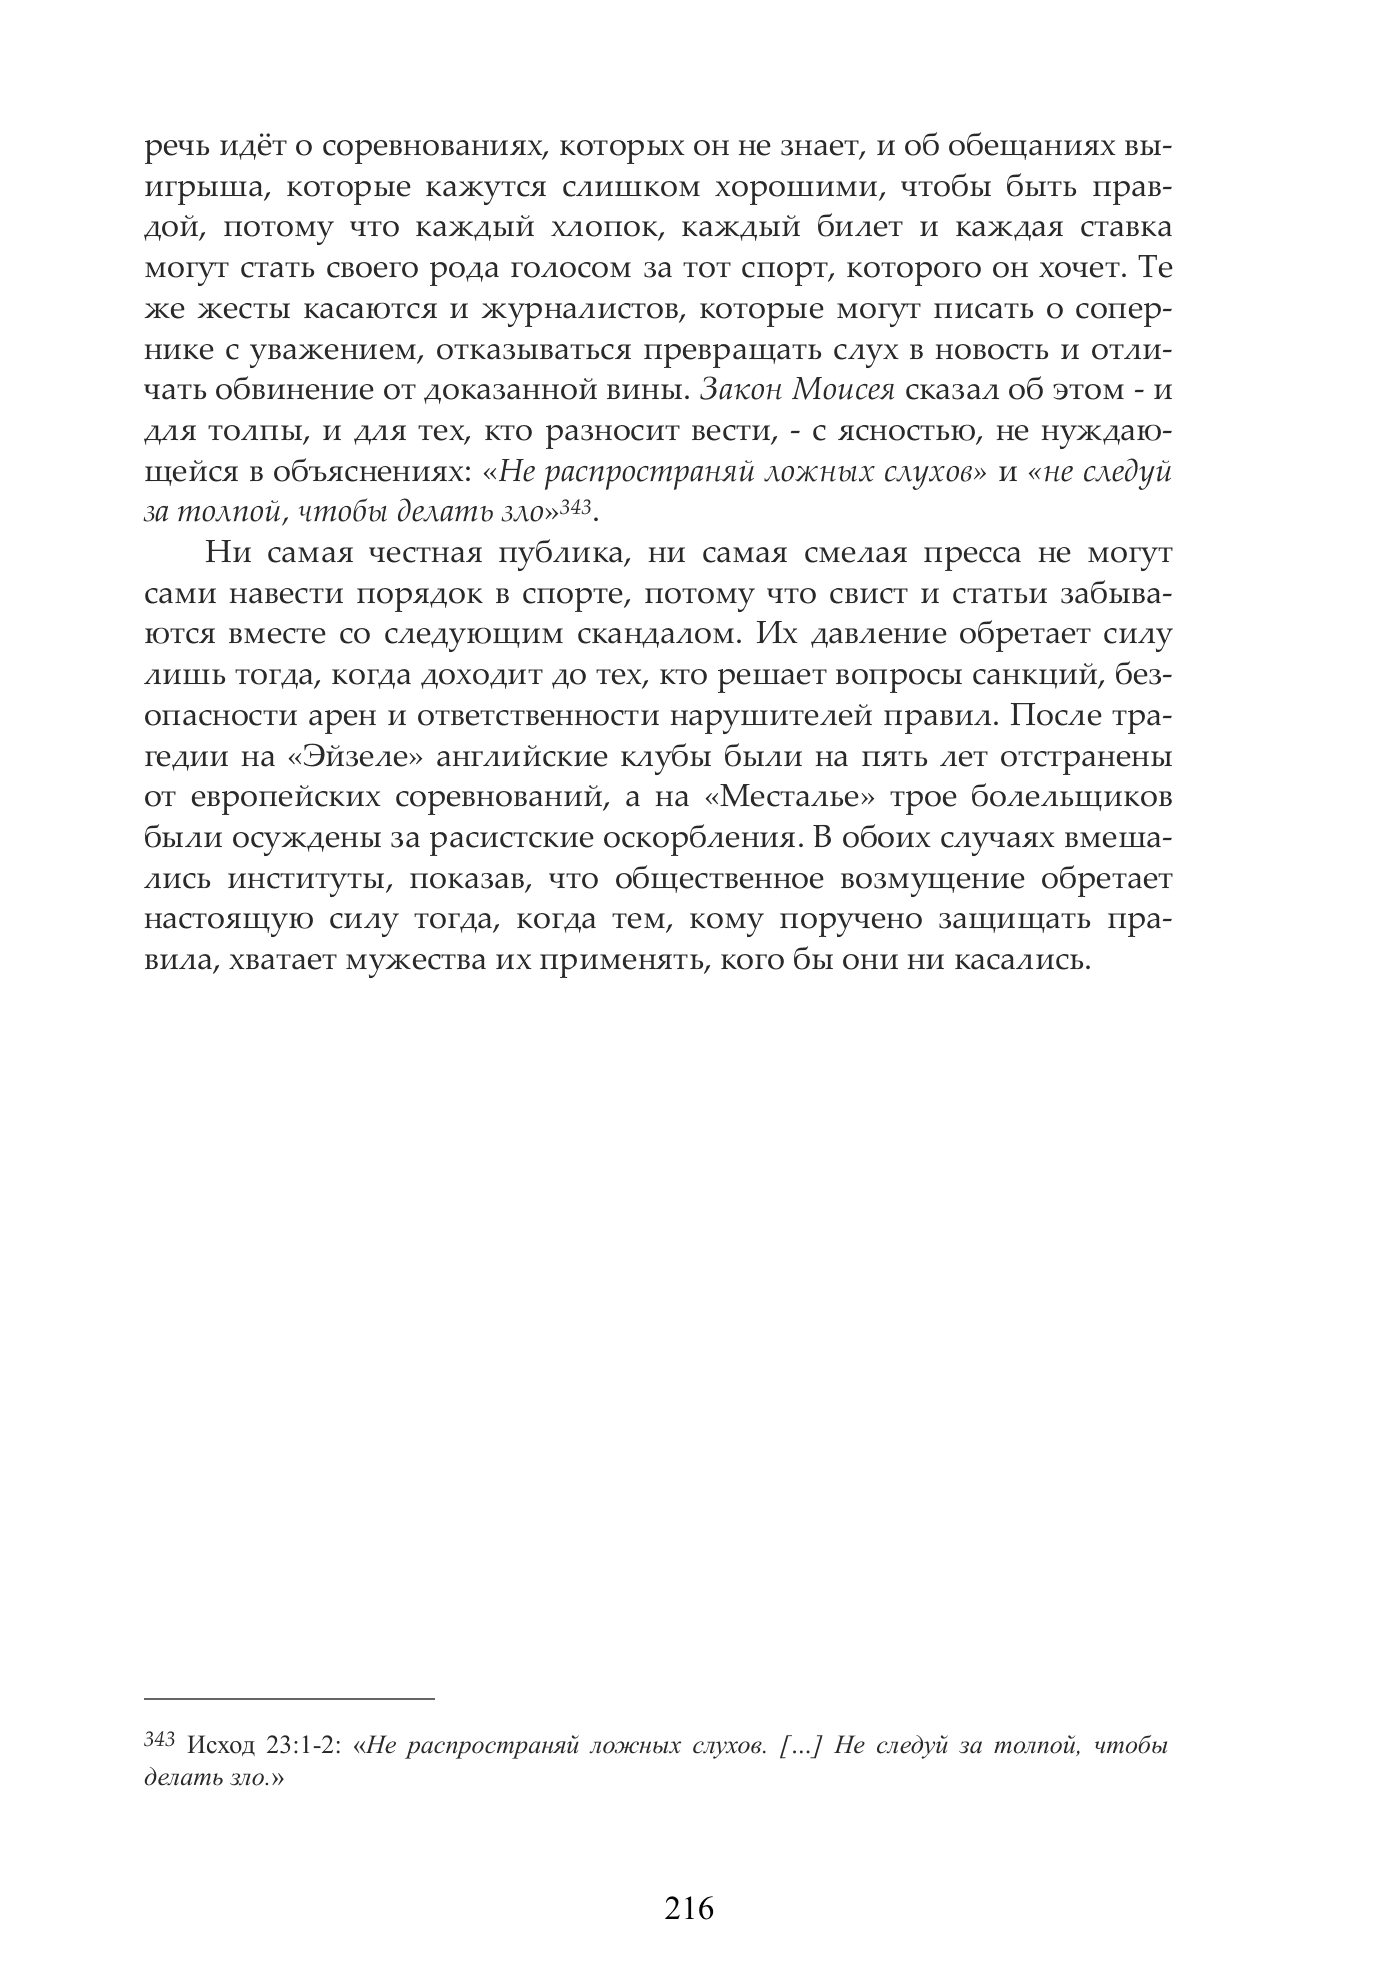 речь идёт о соревнованиях, которых он не знает, и об обещаниях вы-
игрыша, которые кажутся слишком хорошими, чтобы быть прав-
дой, потому что каждый хлопок, каждый билет и каждая ставка
могут стать своего рода голосом за тот спорт, которого он хочет. Те
же жесты касаются и журналистов, которые могут писать о сопер-
нике с уважением, отказываться превращать слух в новость и отли-
чать обвинение от доказанной вины. Закон Моисея сказал об этом - и
для толпы, и для тех, кто разносит вести, - с ясностью, не нуждаю-
щейся в объяснениях: «Не распространяй ложных слухов» и «не следуй
за толпой, чтобы делать зло»343.
Ни самая честная публика, ни самая смелая пресса не могут
сами навести порядок в спорте, потому что свист и статьи забыва-
ются вместе со следующим скандалом. Их давление обретает силу
лишь тогда, когда доходит до тех, кто решает вопросы санкций, без-
опасности арен и ответственности нарушителей правил. После тра-
гедии на «Эйзеле» английские клубы были на пять лет отстранены
от европейских соревнований, а на «Месталье» трое болельщиков
были осуждены за расистские оскорбления. В обоих случаях вмеша-
лись институты, показав, что общественное возмущение обретает
настоящую силу тогда, когда тем, кому поручено защищать пра-
вила, хватает мужества их применять, кого бы они ни касались.
343 Исход 23:1-2: «Не распространяй ложных слухов. [...] Не следуй за толпой, чтобы
делать зло.»
216